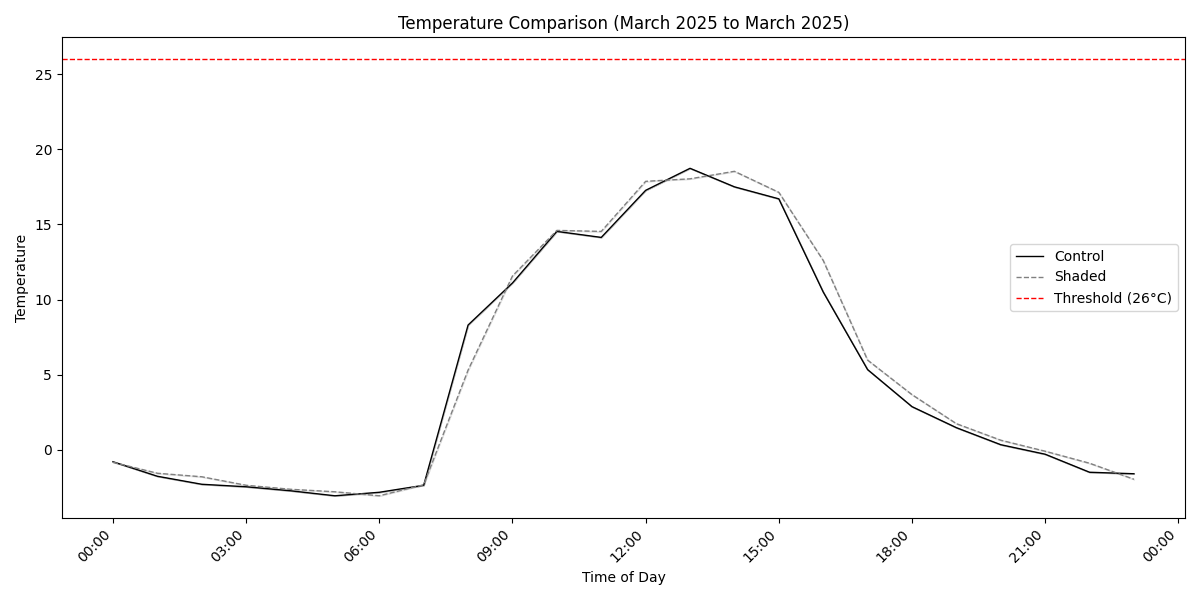 Temperature Comparison (March 2025 to March 2025)
Temperature
25
20
15
10
5
0
Control
Shaded
Threshold (26°C)
00:00
03:00
06:00
09:00
12:00
15:00
18:00
21:00
00:00
Time of Day